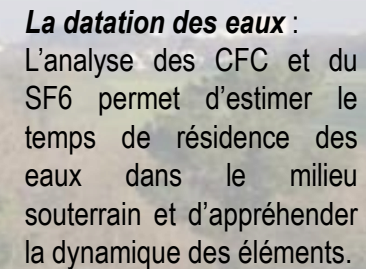 La datation des eaux :
L'analyse des CFC et du
SF6 permet d'estimer le
temps de résidence des
eaux dans le milieu
souterrain et d'appréhender
la dynamique des éléments.